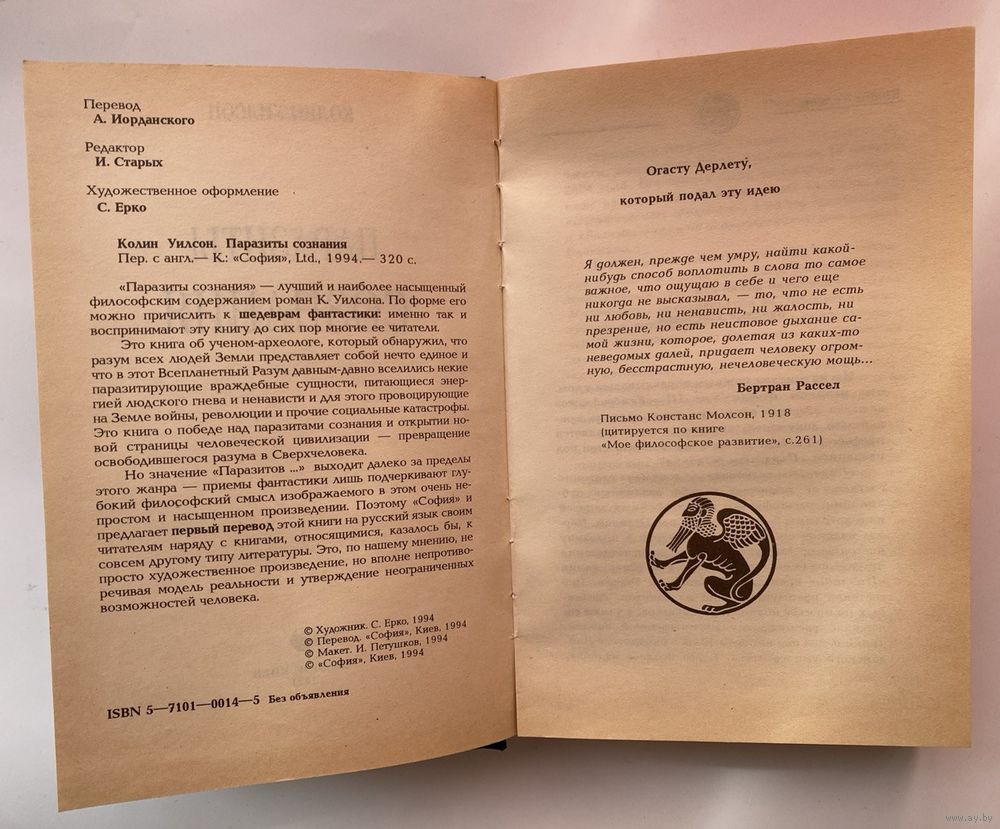 Перевод
А. Иорданского
Редактор
И. Старых
Художественное оформление
С. Ерко
Колин Уилсон. Паразиты сознания
Пер. с англ.— К.: «София», Ltd., 1994.— 320 с.
«Паразиты сознания» — лучший и наиболее насыщенный
философским содержанием роман К. Уилсона. По форме его
можно причислить к шедеврам фантастики: именно так и
воспринимают эту книгу до сих пор многие ее читатели.
Это книга об ученом-археологе, который обнаружил, что
разум всех людей Земли представляет собой нечто единое и
что в этот Всепланетный Разум давным-давно вселились некие
паразитирующие враждебные сущности, питающиеся энер-
гией людского гнева и ненависти и для этого провоцирующие
на Земле войны, революции и прочие социальные катастрофы.
Это книга о победе над паразитами сознания и открытии но-
вой страницы человеческой цивилизации — превращение
освободившегося разума в Сверхчеловека.
Но значение «Паразитов ...» выходит далеко за пределы
этого жанра — приемы фантастики лишь подчеркивают глу-
бокий философский смысл изображаемого в этом очень не-
простом и насыщенном произведении. Поэтому «София» и
предлагает первый перевод этой книги на русский язык своим
читателям наряду с книгами, относящимися, казалось бы, к
совсем другому типу литературы. Это, по нашему мнению, не
просто художественное произведение, но вполне непротиво-
речивая модель реальности и утверждение неограниченных
возможностей человека.
© Художник. С. Ерко, 1994
© Перевод. «София», Киев, 1994
© Макет. И. Петушков, 1994
© «София», Киев, 1994
ISBN 5—7101—0014—5 Без объявления
Огасту Дерлету,
который подал эту идею
Я должен, прежде чем умру, найти какой-
нибудь способ воплотить в слова то самое
важное, что ощущаю в себе и чего еще
никогда не высказывал, — то, что не есть
ни любовь, ни ненависть, ни жалость, ни
презрение, но есть неистовое дыхание са-
мой жизни, которое, долетая из каких-то
неведомых далей, придает человеку огром-
ную, бесстрастную, нечеловеческую мощь...
Бертран Рассел
Письмо Констанс Молсон, 1918
(цитируется по книге
«Мое философское развитие», с.261)
www.ay.by